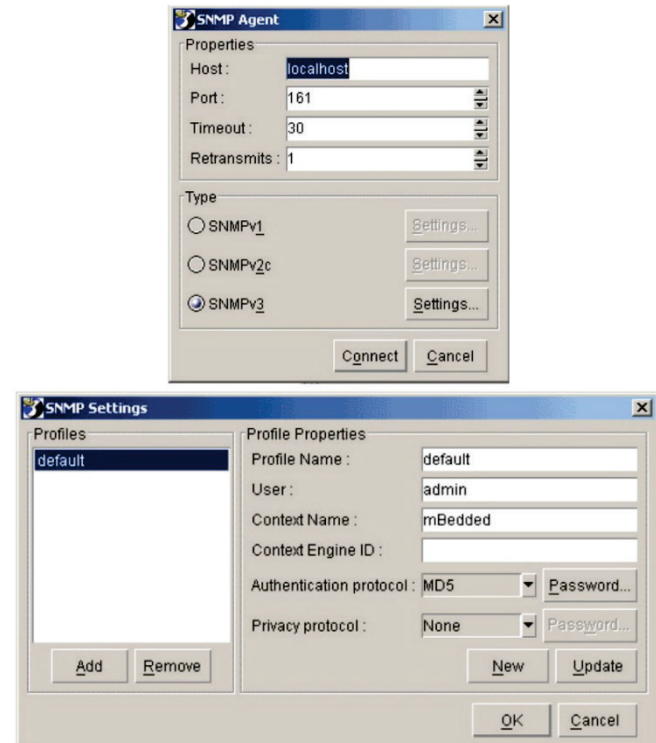 SNMP Agent
Properties
Host : localhost
Port : 161
Timeout : 30
Retransmits : 1
Type
SNMPv1 Settings...
SNMPv2c Settings...
SNMPv3 Settings...
Connect Cancel
SNMP Settings
Profiles
default
Add Remove
Profile Properties
Profile Name : default
User : admin
Context Name : mBedded
Context Engine ID :
Authentication protocol : MD5 Password...
Privacy protocol : None Password...
New Update
OK Cancel